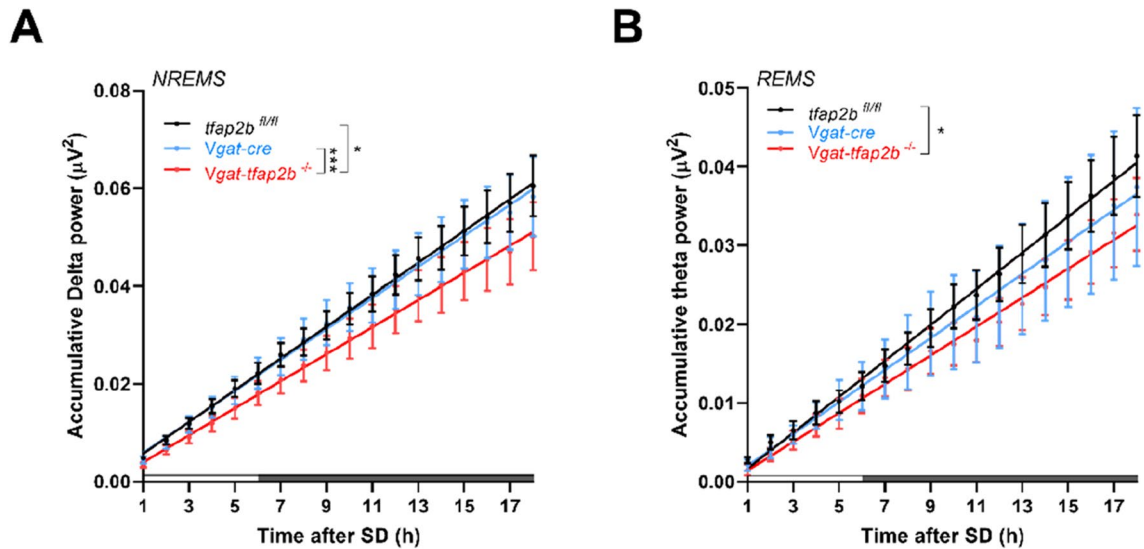 A
NREMS
tfap2b fl/fl
Vgat-cre
Vgat-tfap2b -/-
***
*
Accumulative Delta power (μV²)
0.08
0.06
0.04
0.02
0.00
1 3 5 7 9 11 13 15 17
Time after SD (h)
B
REMS
tfap2b fl/fl
Vgat-cre
Vgat-tfap2b -/-
*
Accumulative theta power (μV²)
0.05
0.04
0.03
0.02
0.01
0.00
1 3 5 7 9 11 13 15 17
Time after SD (h)